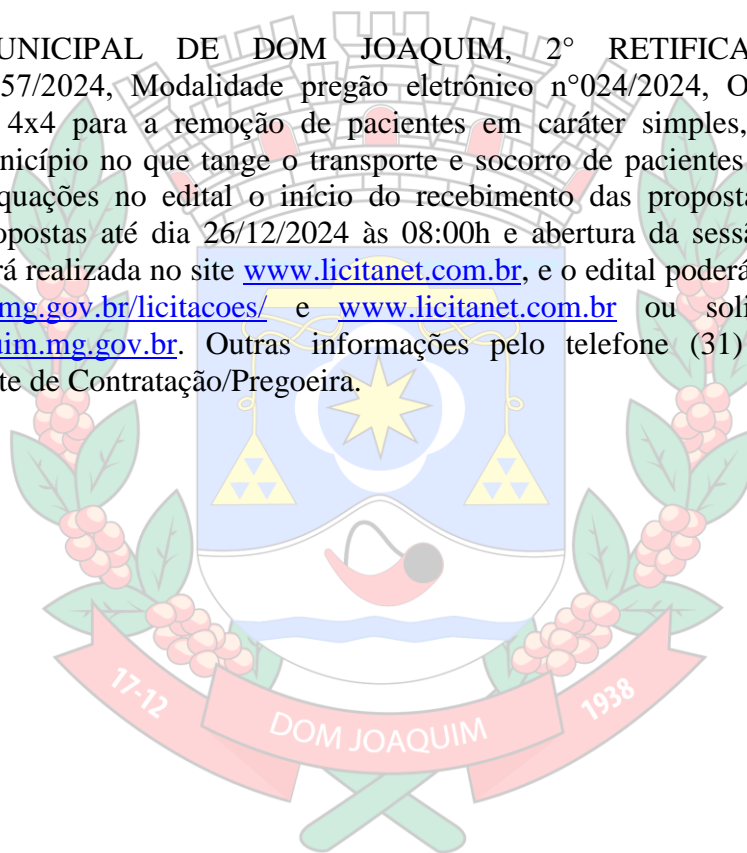 UNICIPAL DE DOM JOAQUIM, 2° RETIFICA
57/2024, Modalidade pregão eletrônico n°024/2024, O
4x4 para a remoção de pacientes em caráter simples,
nicípio no que tange o transporte e socorro de pacientes
quações no edital o início do recebimento das propost
opostas até dia 26/12/2024 às 08:00h e abertura da sess
rá realizada no site www.licitanet.com.br, e o edital poderá
mg.gov.br/licitacoes/ e www.licitanet.com.br ou soli
uim.mg.gov.br. Outras informações pelo telefone (31)
te de Contratação/Pregoeira.
17-12
DOM JOAQUIM
1938